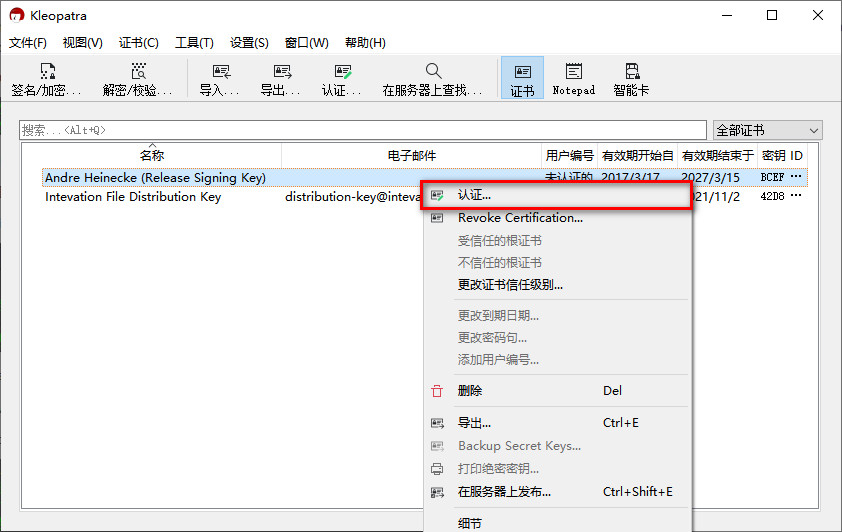 Kleopatra
文件(F) 视图(V) 证书(C) 工具(T) 设置(S) 窗口(W) 帮助(H)
签名/加密... 解密/校验... 导入... 导出... 认证... 在服务器上查找... 证书 Notepad 智能卡
搜索...<Alt+Q> 全部证书
名称 电子邮件 用户编号 有效期开始自 有效期结束于 密钥 ID
Andre Heinecke (Release Signing Key) 未认证的 2017/3/17 2027/3/15 BCEF ...
Intevation File Distribution Key distribution-key@inteva 021/11/2 42D8 ...
认证...
Revoke Certification...
受信任的根证书
不信任的根证书
更改证书信任级别...
更改到期日期...
更改密码句...
添加用户编号...
删除 Del
导出... Ctrl+E
Backup Secret Keys...
打印绝密密钥...
在服务器上发布... Ctrl+Shift+E
细节